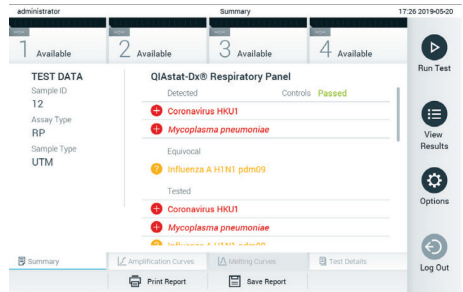 administrator Summary 17:26 2019-05-20
1 Available 2 Available 3 Available 4 Available
Run Test
TEST DATA
Sample ID
12
Assay Type
RP
Sample Type
UTM
QIAstat-Dx® Respiratory Panel
Detected Controls Passed
Coronavirus HKU1
Mycoplasma pneumoniae
Equivocal
Influenza A H1N1 pdm09
Tested
Coronavirus HKU1
Mycoplasma pneumoniae
Influenza A H1N1 pdm09
View
Results
Options
Log Out
Summary Amplification Curves Melting Curves Test Details
Print Report Save Report